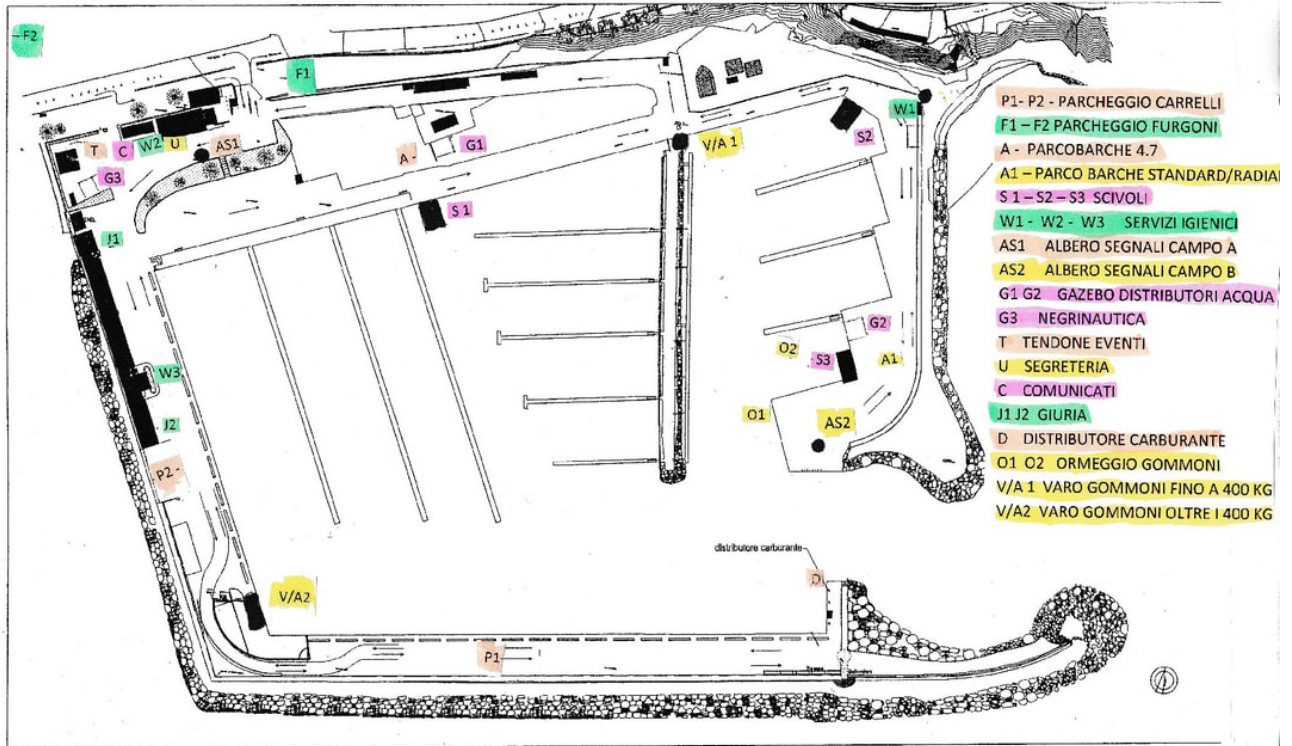 – F2
F1
W1
P1- P2 - PARCHEGGIO CARRELLI
F1 – F2 PARCHEGGIO FURGONI
A - PARCOBARCHE 4.7
A1 – PARCO BARCHE STANDARD/RADIAL
S 1 – S2 – S3 SCIVOLI
W1 - W2 - W3 SERVIZI IGIENICI
AS1 ALBERO SEGNALI CAMPO A
AS2 ALBERO SEGNALI CAMPO B
G1 G2 GAZEBO DISTRIBUTORI ACQUA
G3 NEGRINAUTICA
T TENDONE EVENTI
U SEGRETERIA
C COMUNICATI
J1 J2 GIURIA
D DISTRIBUTORE CARBURANTE
O1 O2 ORMEGGIO GOMMONI
V/A 1 VARO GOMMONI FINO A 400 KG
V/A2 VARO GOMMONI OLTRE I 400 KG
T C W2 U AS1
A - G1
V/A 1
S2
G3
S 1
J1
G2
O2
S3
A1
W3
J2
O1
AS2
P2 -
distributore carburante
D
V/A2
P1